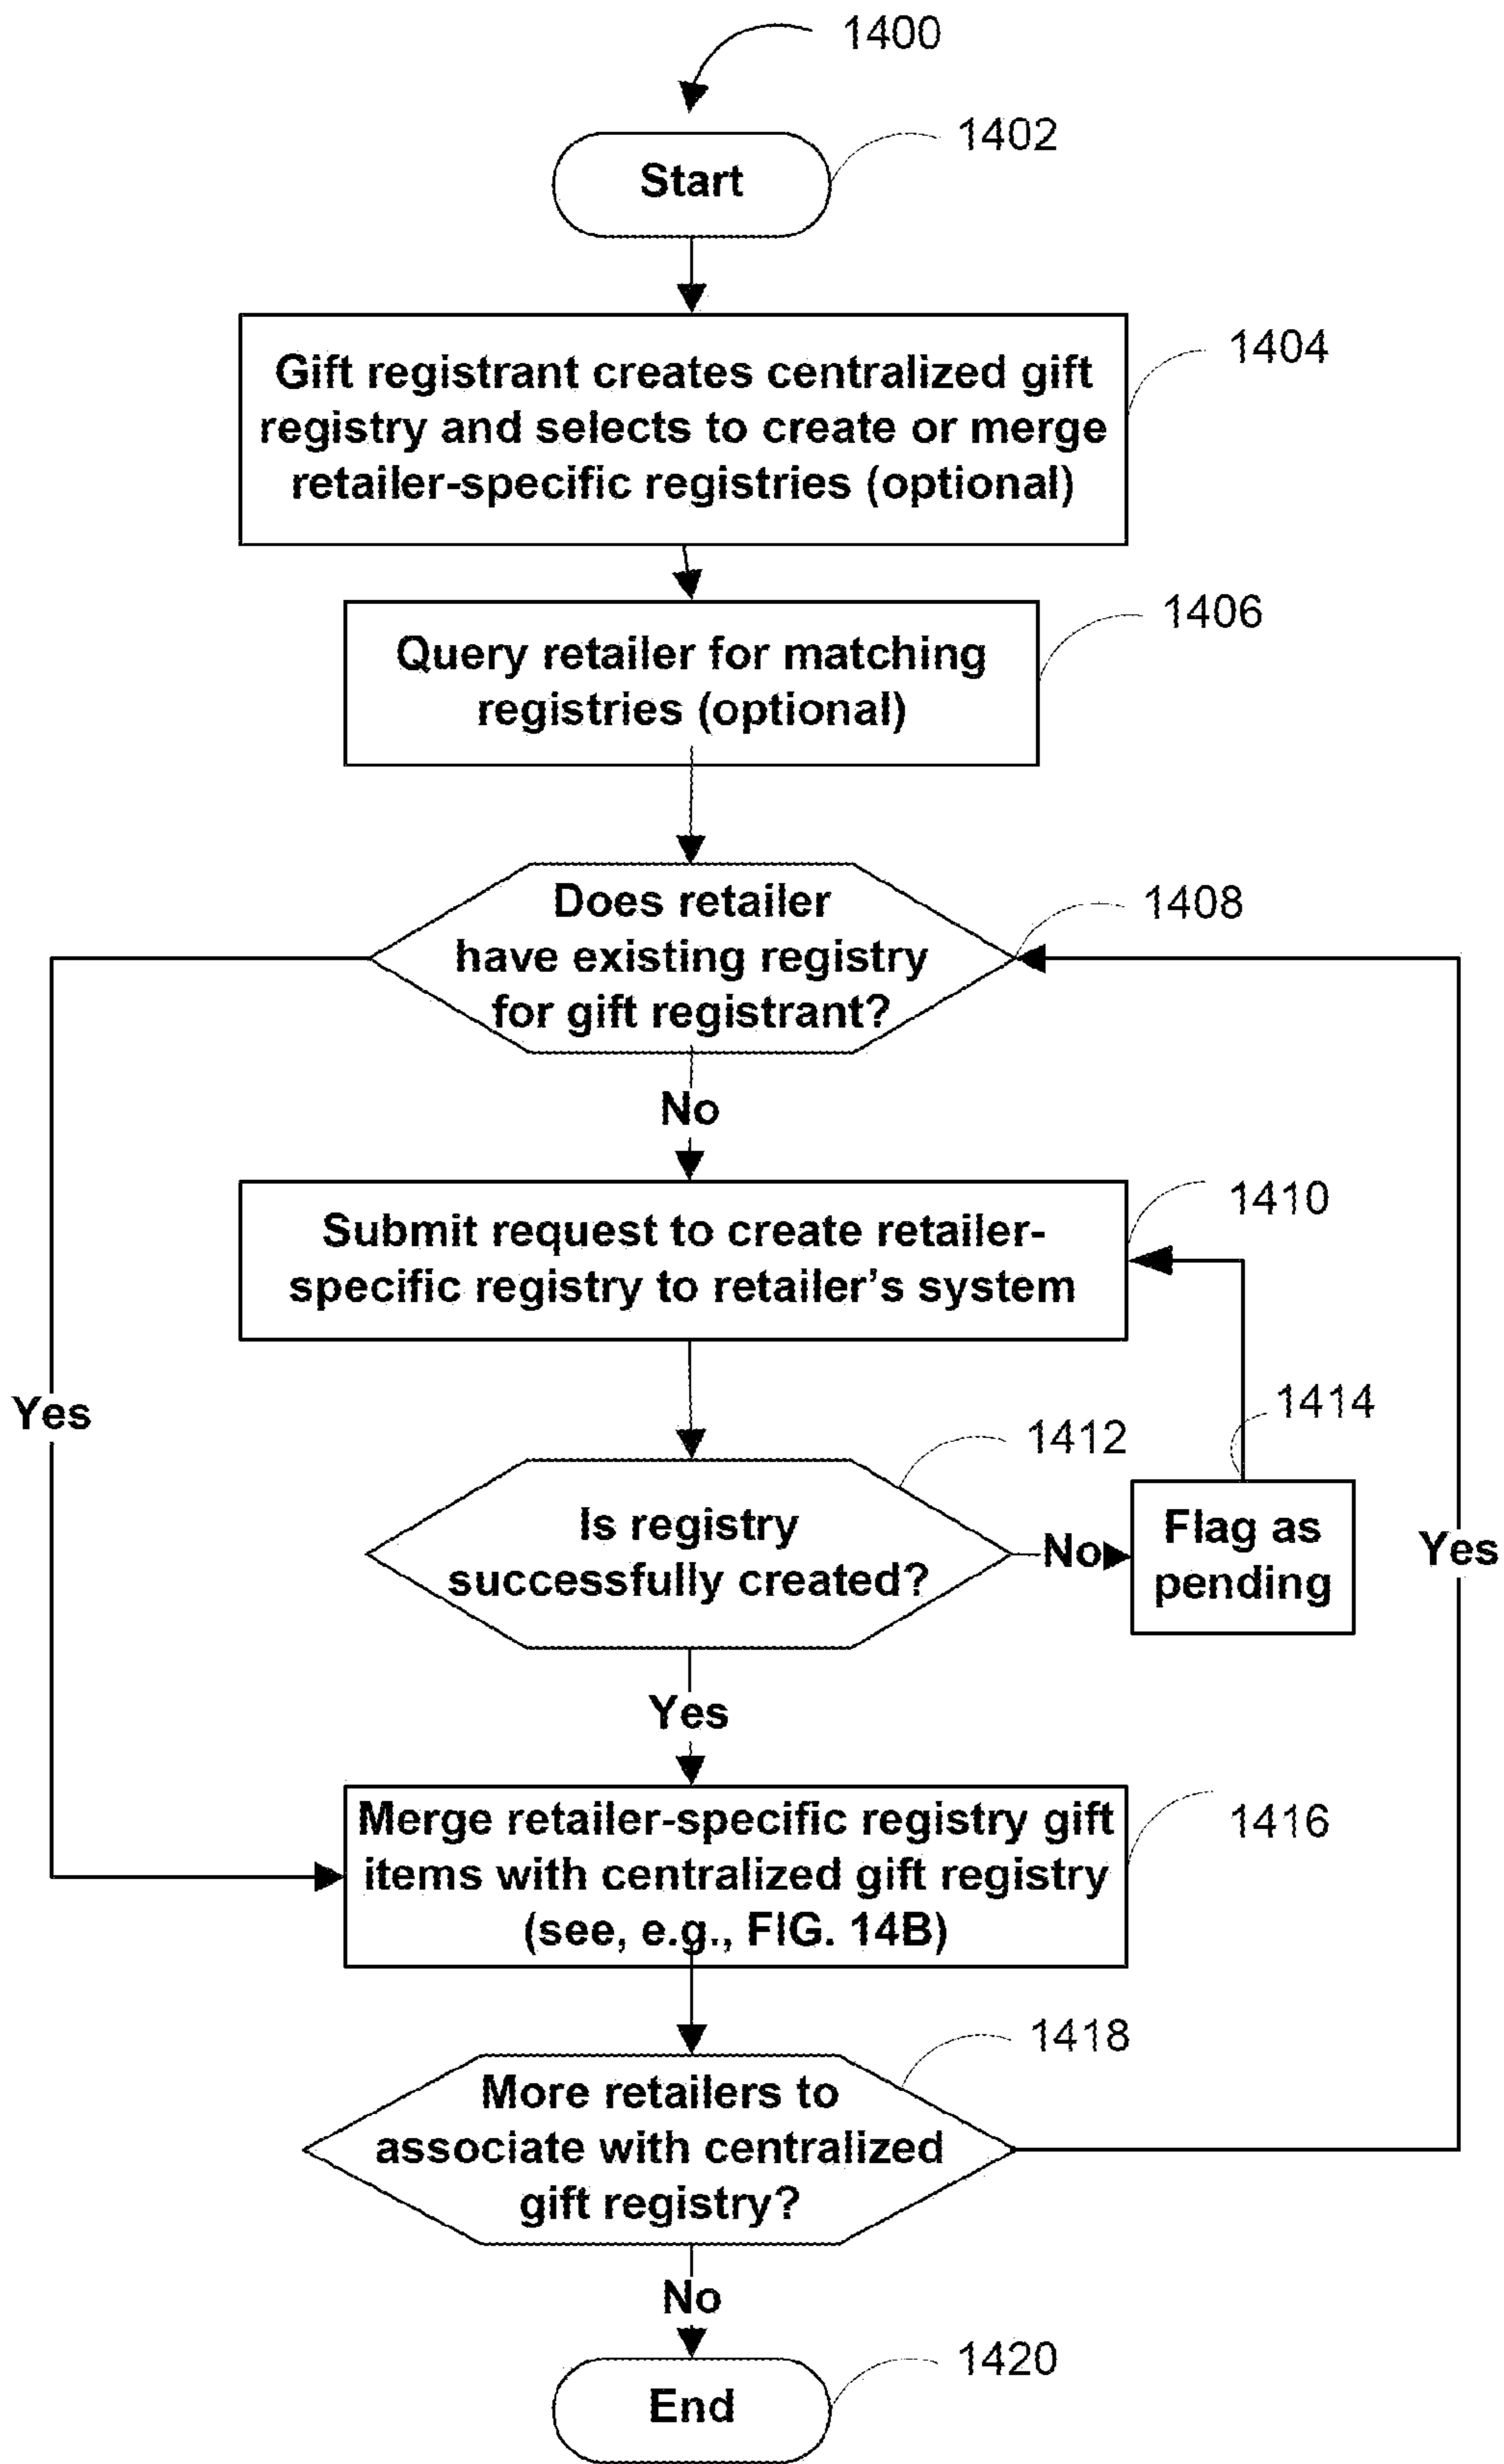 1400
1402
Start
1404
Gift registrant creates centralized gift
registry and selects to create or merge
retailer-specific registries (optional)
1406
Query retailer for matching
registries (optional)
1408
Does retailer
have existing registry
for gift registrant?
No
1410
Submit request to create retailer-
specific registry to retailer’s system
Yes
1412
1414
Is registry
successfully created?
No
Flag as
pending
Yes
Yes
1416
Merge retailer-specific registry gift
items with centralized gift registry
(see, e.g., FIG. 14B)
1418
More retailers to
associate with centralized
gift registry?
No
1420
End